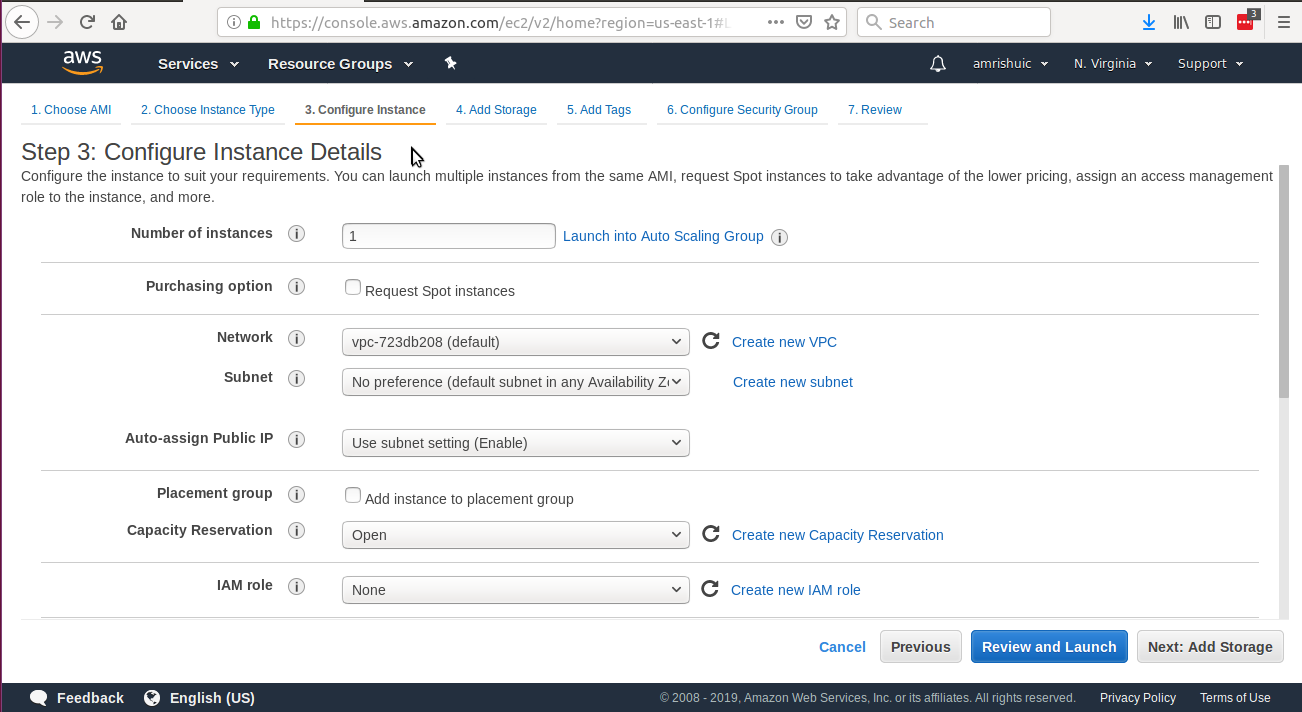 https://console.aws.amazon.com/ec2/v2/home?region=us-east-1#L
Search
3
aws
Services
Resource Groups
amrishuic
N. Virginia
Support
1. Choose AMI
2. Choose Instance Type
3. Configure Instance
4. Add Storage
5. Add Tags
6. Configure Security Group
7. Review
Step 3: Configure Instance Details
Configure the instance to suit your requirements. You can launch multiple instances from the same AMI, request Spot instances to take advantage of the lower pricing, assign an access management
role to the instance, and more.
Number of instances
1
Launch into Auto Scaling Group
Purchasing option
Request Spot instances
Network
vpc-723db208 (default)
Create new VPC
Subnet
No preference (default subnet in any Availability Zo
Create new subnet
Auto-assign Public IP
Use subnet setting (Enable)
Placement group
Add instance to placement group
Capacity Reservation
Open
Create new Capacity Reservation
IAM role
None
Create new IAM role
Cancel
Previous
Review and Launch
Next: Add Storage
Feedback
English (US)
© 2008 - 2019, Amazon Web Services, Inc. or its affiliates. All rights reserved.
Privacy Policy
Terms of Use